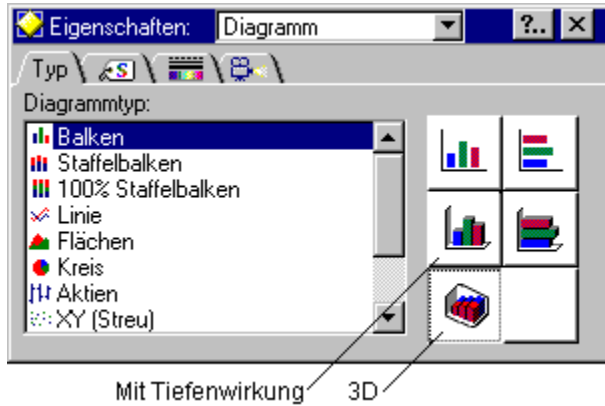 Eigenschaften: Diagramm ?..
Typ S
Diagrammtyp:
Balken
Staffelbalken
100% Staffelbalken
Linie
Flächen
Kreis
Aktien
XY (Streu)
Mit Tiefenwirkung 3D